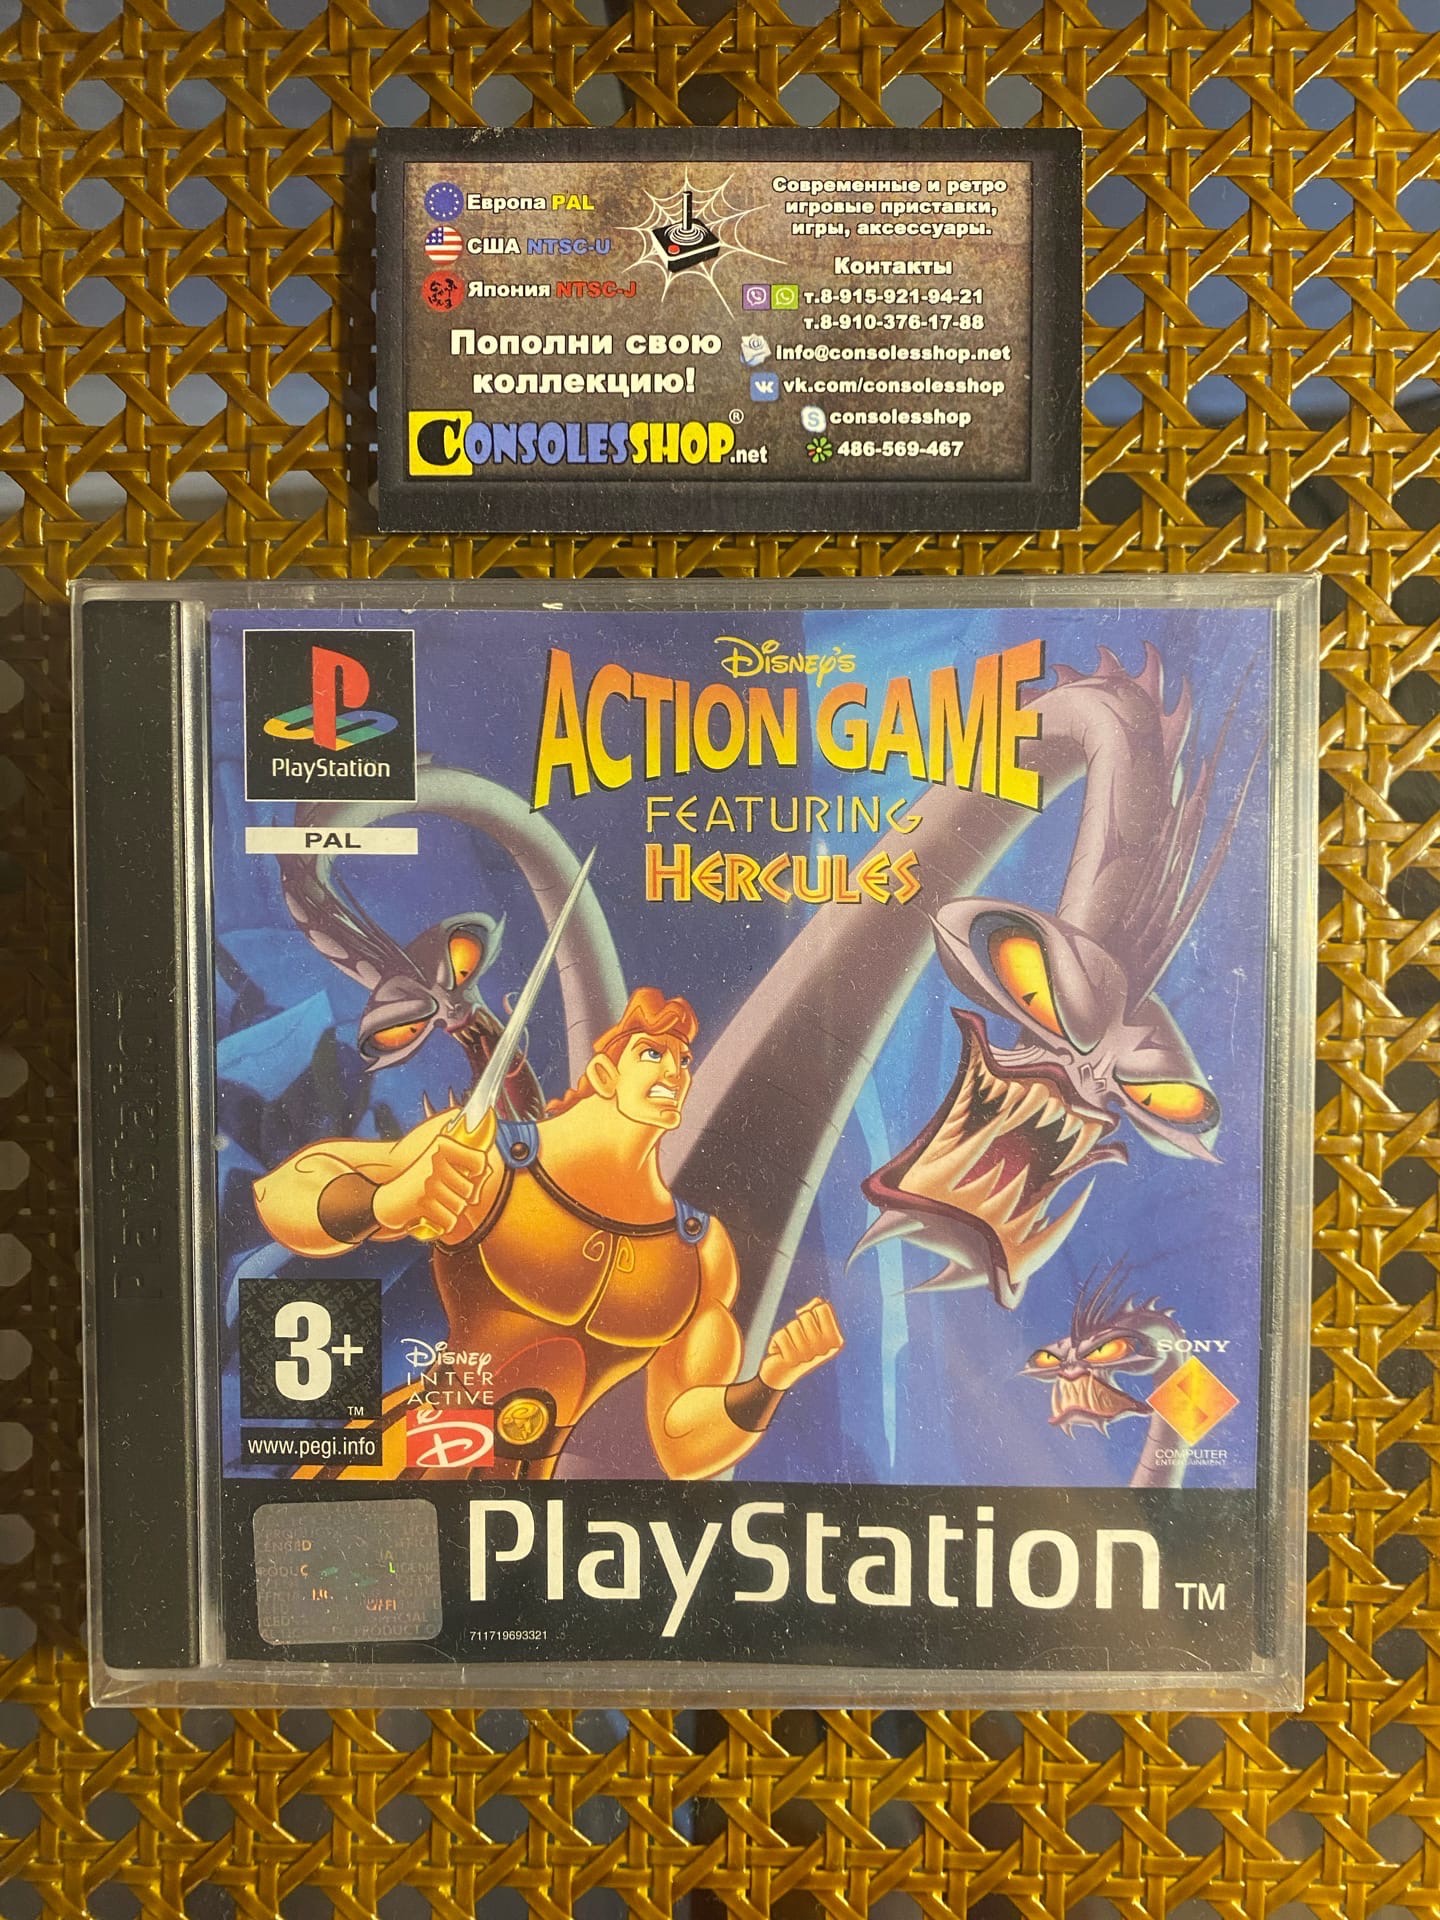 Европа PAL
США NTSC-U
Япония NTSC-J
Пополни свою
коллекцию!
CONSOLESSHOP.net®
Современные и ретро
игровые приставки,
игры, аксессуары.
Контакты
т.8-915-921-94-21
т.8-910-376-17-88
info@consolesshop.net
vk.com/consolesshop
consolesshop
486-569-467
PlayStation
PlayStation
PAL
DISNEY'S
ACTION GAME
FEATURING
HERCULES
3+™
www.pegi.info
DISNEY
INTER
ACTIVE
SONY
COMPUTER
ENTERTAINMENT
PlayStation™
711719693321